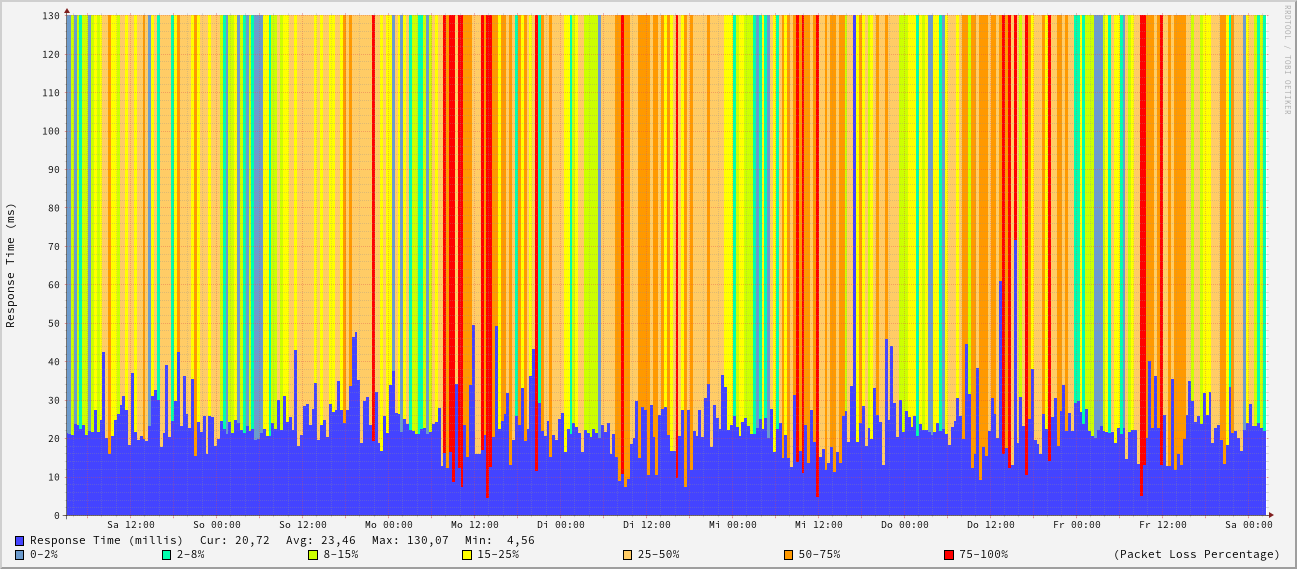 RRDTOOL / TOBI OETIKER
Response Time (ms)
130
120
110
100
90
80
70
60
50
40
30
20
10
0
Sa 12:00 So 00:00 So 12:00 Mo 00:00 Mo 12:00 Di 00:00 Di 12:00 Mi 00:00 Mi 12:00 Do 00:00 Do 12:00 Fr 00:00 Fr 12:00 Sa 00:00
Response Time (millis) Cur: 20,72 Avg: 23,46 Max: 130,07 Min: 4,56
0-2% 2-8% 8-15% 15-25% 25-50% 50-75% 75-100% (Packet Loss Percentage)